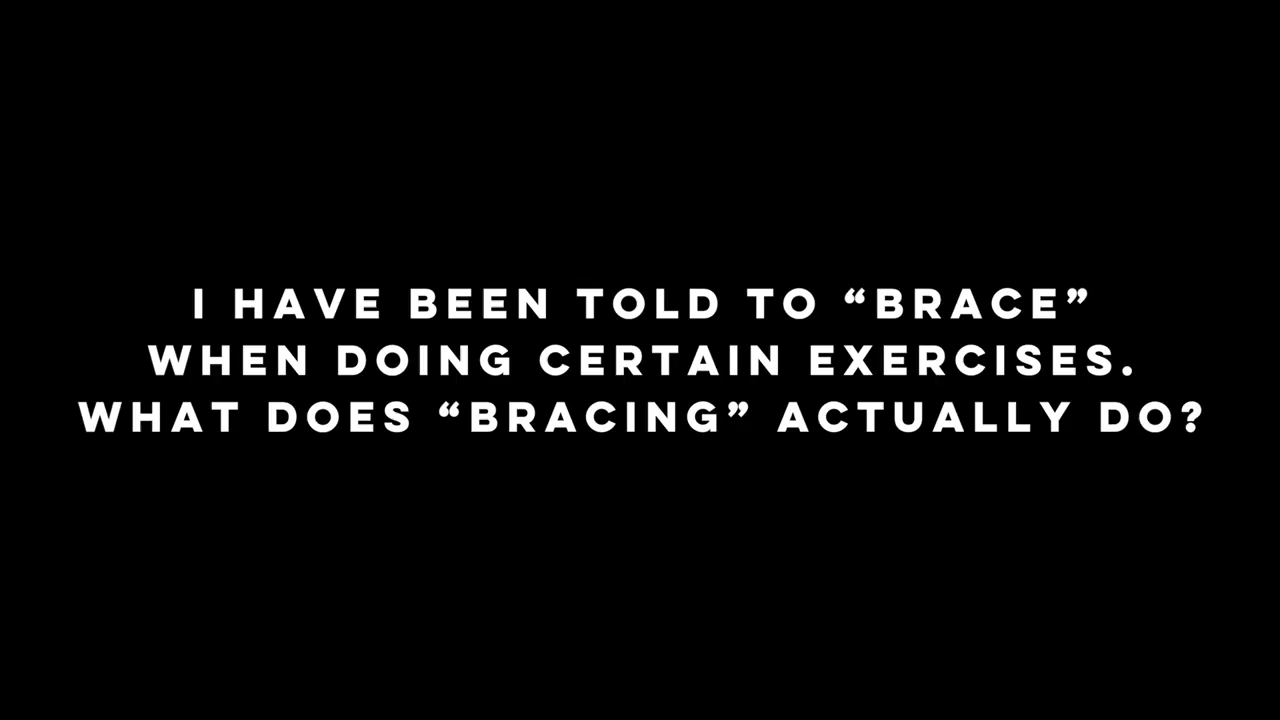 I HAVE BEEN TOLD TO “BRACE”
WHEN DOING CERTAIN EXERCISES.
WHAT DOES “BRACING” ACTUALLY DO?